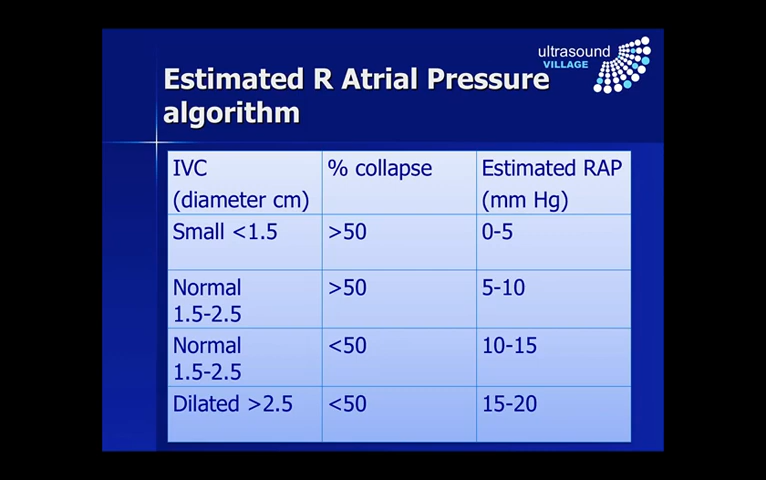 ultrasound
VILLAGE
Estimated R Atrial Pressure
algorithm
IVC
(diameter cm)
% collapse
Estimated RAP
(mm Hg)
Small <1.5
>50
0-5
Normal
1.5-2.5
>50
5-10
Normal
1.5-2.5
<50
10-15
Dilated >2.5
<50
15-20